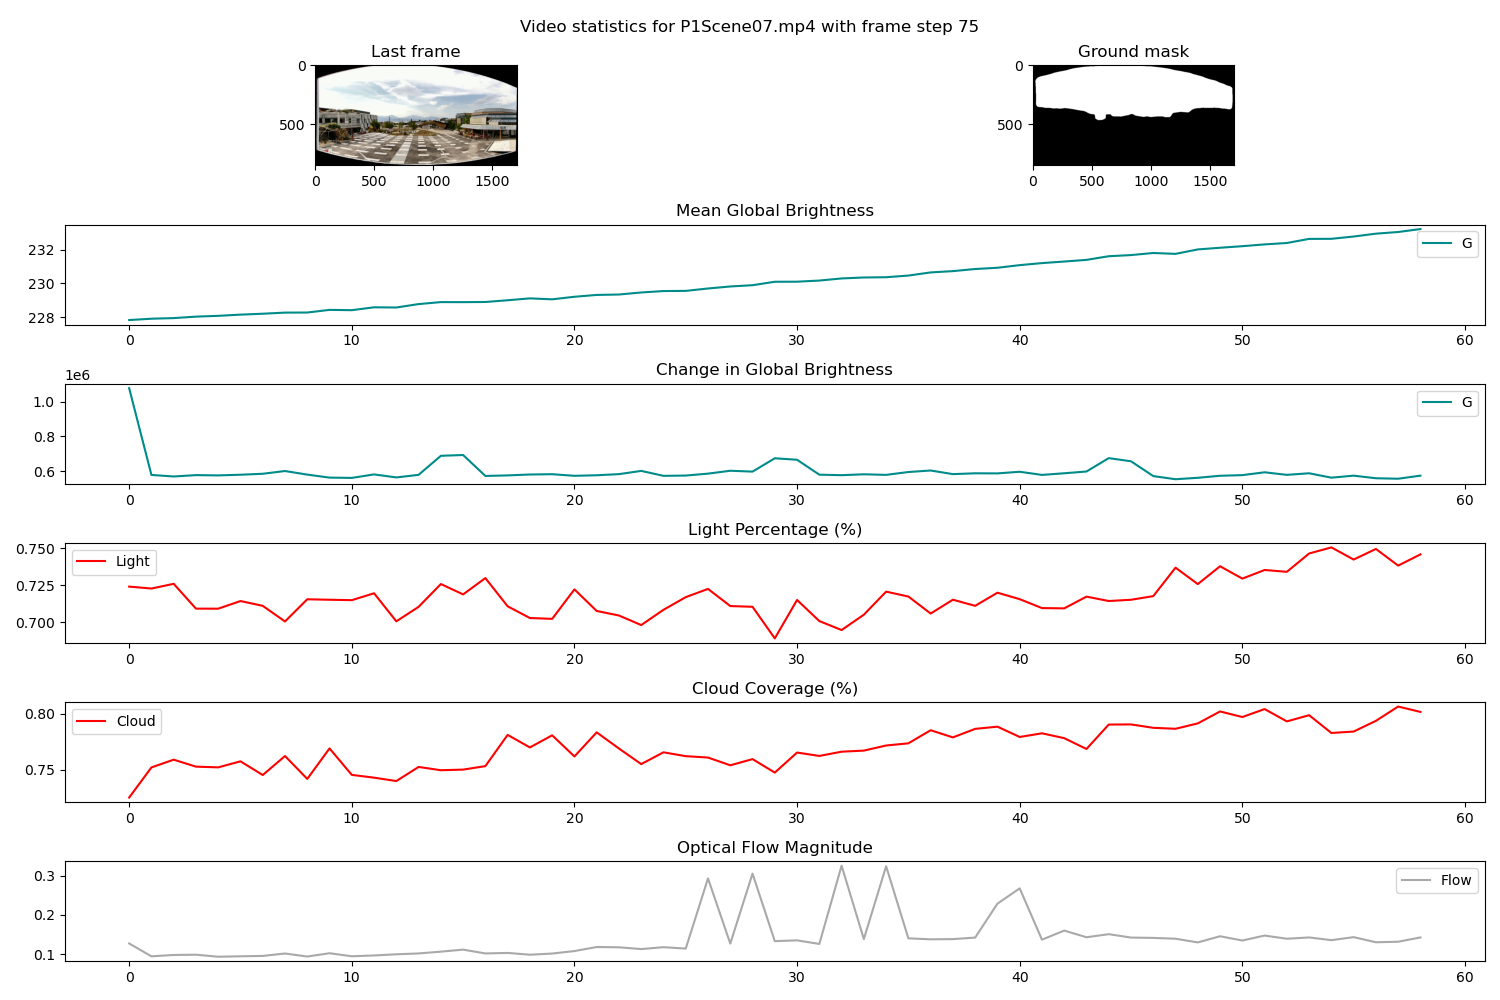 Video statistics for P1Scene07.mp4 with frame step 75
Last frame
0
500
0 500 1000 1500
Ground mask
0
500
0 500 1000 1500
Mean Global Brightness
232
230
228
G
0 10 20 30 40 50 60
Change in Global Brightness
1e6
1.0
0.8
0.6
G
0 10 20 30 40 50 60
Light Percentage (%)
0.750
0.725
0.700
Light
0 10 20 30 40 50 60
Cloud Coverage (%)
0.80
0.75
Cloud
0 10 20 30 40 50 60
Optical Flow Magnitude
0.3
0.2
0.1
Flow
0 10 20 30 40 50 60